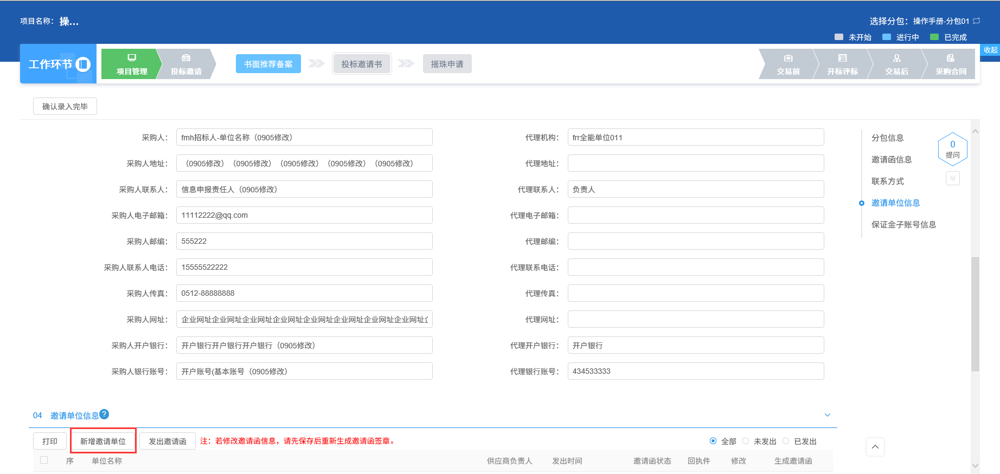 项目名称： 操...
选择分包： 操作手册-分包01
未开始 进行中 已完成
收起
工作环节
项目管理
投标邀请
书面推荐备案
投标邀请书
摇珠申请
交易前
开标评标
交易后
采购合同
确认录入完毕
采购人： fmh招标人-单位名称（0905修改）
代理机构： frr全能单位011
采购人地址： （0905修改）（0905修改）（0905修改）（0905修改）（0905修改）
代理地址：
采购人联系人： 信息申报责任人（0905修改）
代理联系人： 负责人
采购人电子邮箱： 11112222@qq.com
代理电子邮箱：
采购人邮编： 555222
代理邮编：
采购人联系人电话： 15555522222
代理联系电话：
采购人传真： 0512-88888888
代理传真：
采购人网址： 企业网址企业网址企业网址企业网址企业网址企业网址企业网址企业网址
代理网址：
采购人开户银行： 开户银行开户银行开户银行（0905修改）
代理开户银行： 开户银行
采购人银行账号： 开户账号(基本账号（0905修改）
代理银行账号： 434533333
分包信息
邀请函信息
联系方式
邀请单位信息
保证金子账号信息
0
提问
04 邀请单位信息 ?
打印 新增邀请单位 发出邀请函 注：若修改邀请函信息，请先保存后重新生成邀请函签章。
全部 未发出 已发出
序 单位名称 供应商负责人 发出时间 邀请函状态 回执件 修改 生成邀请函